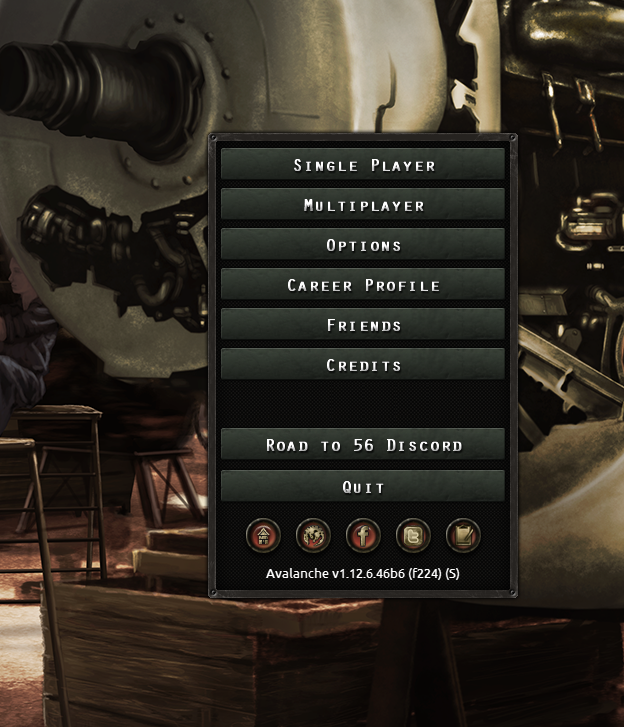 Single Player
Multiplayer
Options
Career Profile
Friends
Credits
Road to 56 Discord
Quit
Avalanche v1.12.6.46b6 (f224) (S)